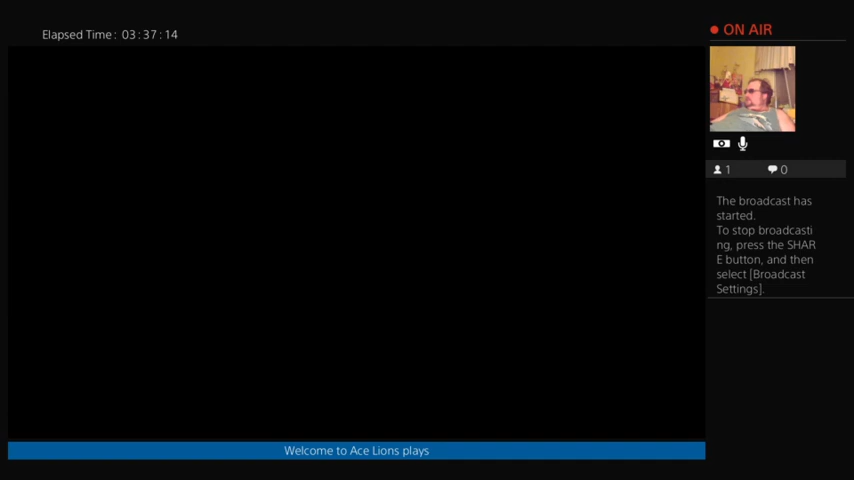 Elapsed Time : 03:37:14
ON AIR
1 0
The broadcast has
started.
To stop broadcasti
ng, press the SHAR
E button, and then
select [Broadcast
Settings].
Welcome to Ace Lions plays